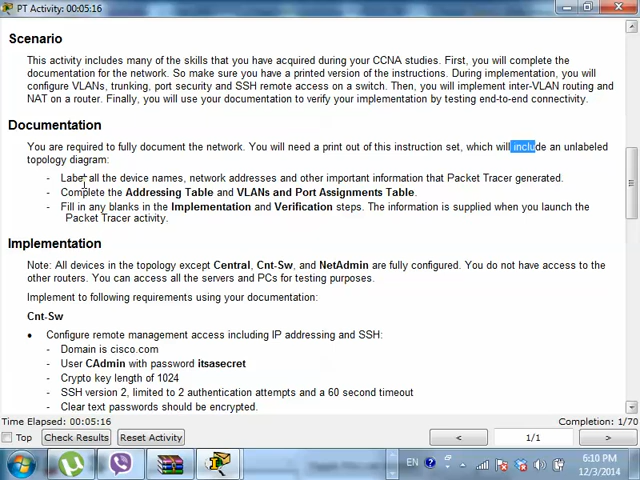 PT Activity: 00:05:16
Scenario
This activity includes many of the skills that you have acquired during your CCNA studies. First, you will complete the
documentation for the network. So make sure you have a printed version of the instructions. During implementation, you will
configure VLANs, trunking, port security and SSH remote access on a switch. Then, you will implement inter-VLAN routing and
NAT on a router. Finally, you will use your documentation to verify your implementation by testing end-to-end connectivity.
Documentation
You are required to fully document the network. You will need a print out of this instruction set, which will include an unlabeled
topology diagram:
- Label all the device names, network addresses and other important information that Packet Tracer generated.
- Complete the Addressing Table and VLANs and Port Assignments Table.
- Fill in any blanks in the Implementation and Verification steps. The information is supplied when you launch the
Packet Tracer activity.
Implementation
Note: All devices in the topology except Central, Cnt-Sw, and NetAdmin are fully configured. You do not have access to the
other routers. You can access all the servers and PCs for testing purposes.
Implement to following requirements using your documentation:
Cnt-Sw
• Configure remote management access including IP addressing and SSH:
- Domain is cisco.com
- User CAdmin with password itsasecret
- Crypto key length of 1024
- SSH version 2, limited to 2 authentication attempts and a 60 second timeout
- Clear text passwords should be encrypted.
Time Elapsed: 00:05:16 Completion: 1/70
Top Check Results Reset Activity < 1/1 >
EN 6:10 PM
12/3/2014